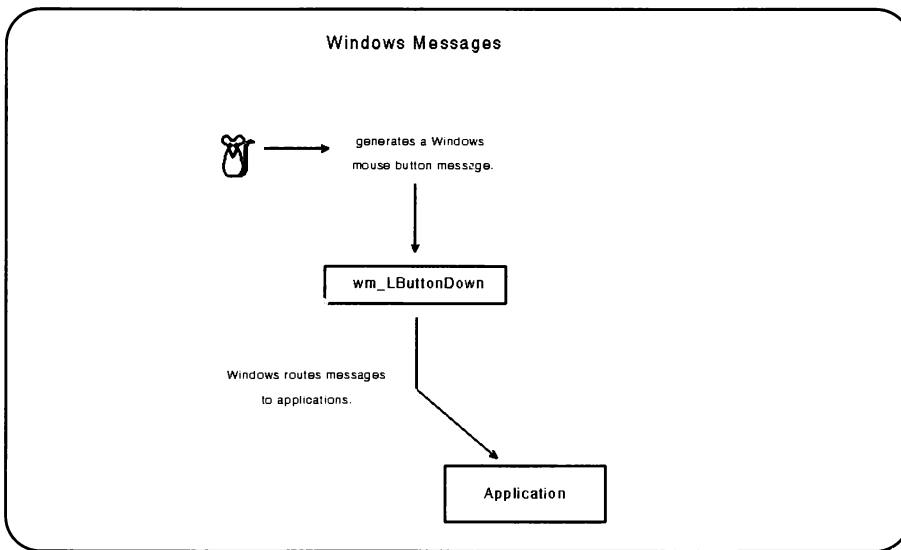 Windows Messages
generates a Windows
mouse button message.
wm_LButtonDown
Windows routes messages
to applications.
Application